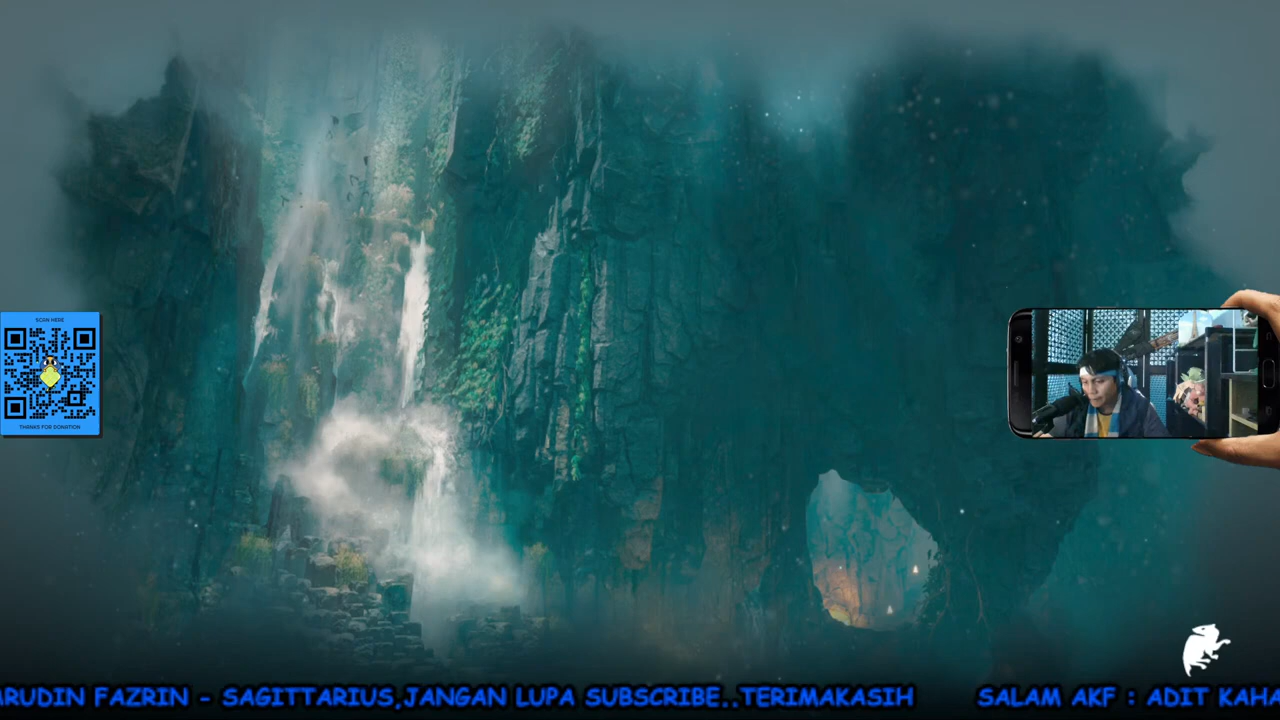 SCAN HERE
THANKS FOR DONATION
ARUDIN FAZRIN - SAGITTARIUS,JANGAN LUPA SUBSCRIBE..TERIMAKASIH SALAM AKF : ADIT KAHA